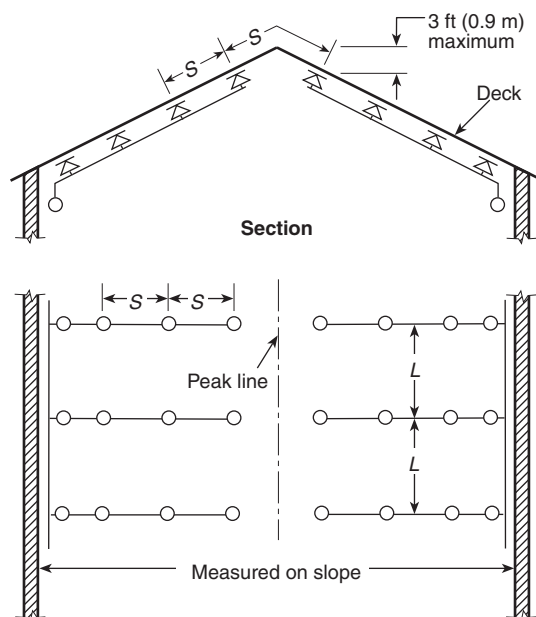 S
S
3 ft (0.9 m)
maximum
Deck
Section
S
S
Peak line
L
L
Measured on slope